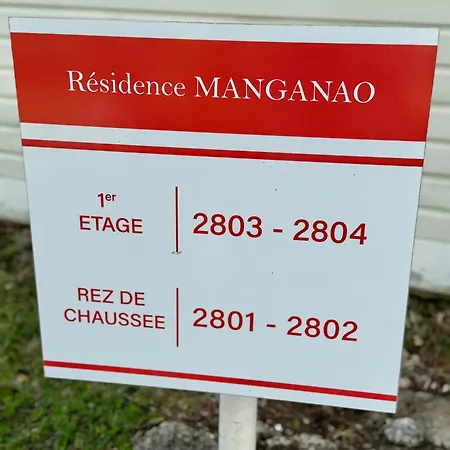 Résidence MANGANAO
1er
ETAGE
2803 - 2804
REZ DE
CHAUSSEE
2801 - 2802